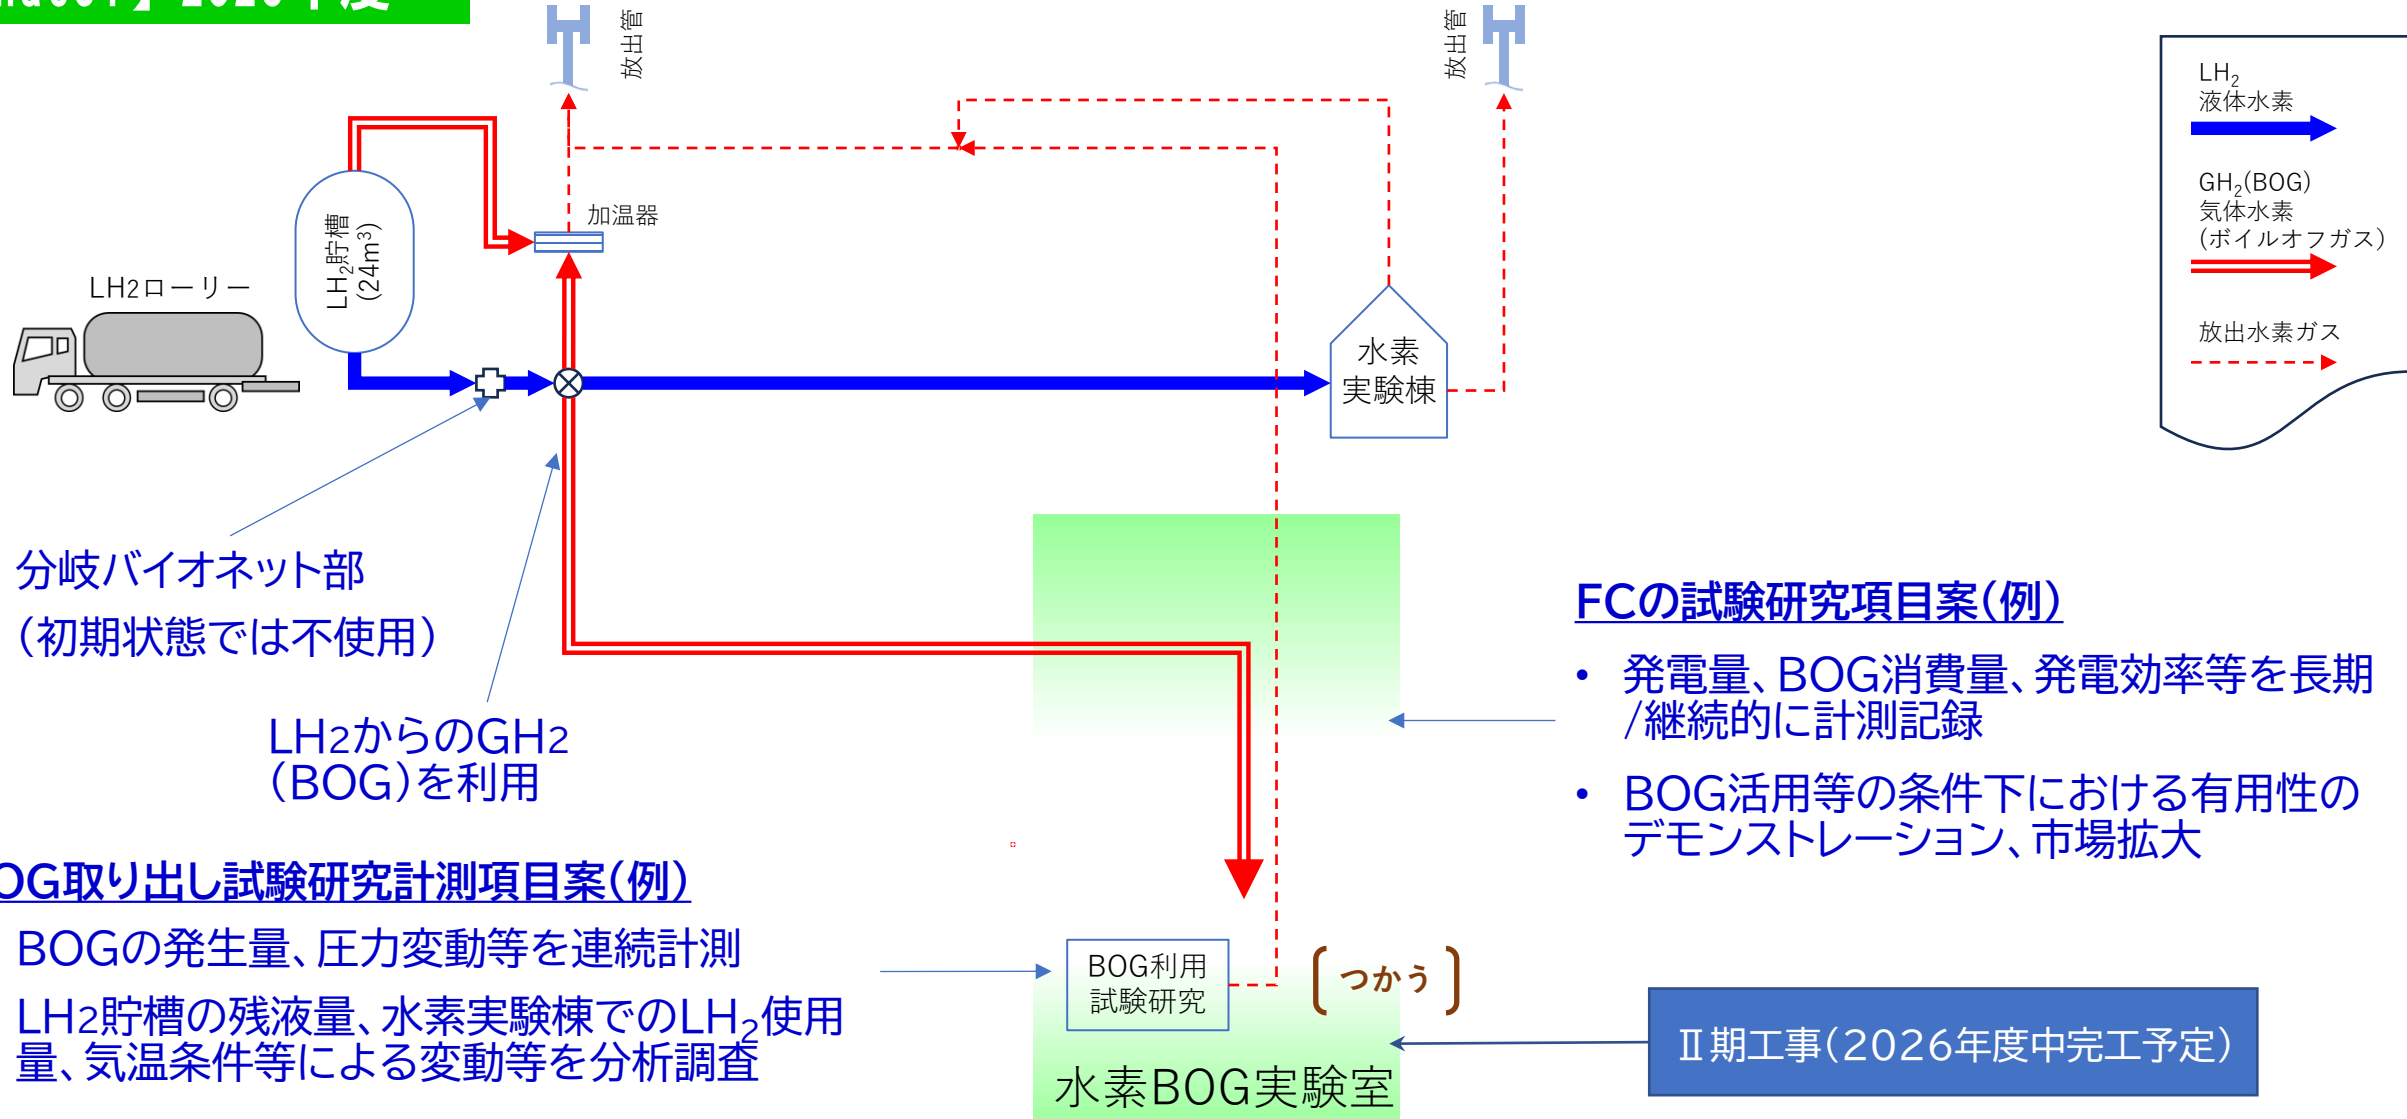 2026年度
放出管
放出管
LH₂
液体水素
GH₂(BOG)
気体水素
(ボイルオフガス)
放出水素ガス
加温器
LH₂貯槽
(24m³)
LH2ローリー
水素
実験棟
分岐バイオネット部
(初期状態では不使用)
LH2からのGH2
(BOG)を利用
FCの試験研究項目案(例)
• 発電量、BOG消費量、発電効率等を長期
/継続的に計測記録
• BOG活用等の条件下における有用性の
デモンストレーション、市場拡大
OG取り出し試験研究計測項目案(例)
BOGの発生量、圧力変動等を連続計測
LH2貯槽の残液量、水素実験棟でのLH₂使用
量、気温条件等による変動等を分析調査
BOG利用
試験研究
つかう
水素BOG実験室
Ⅱ期工事(2026年度中完工予定)